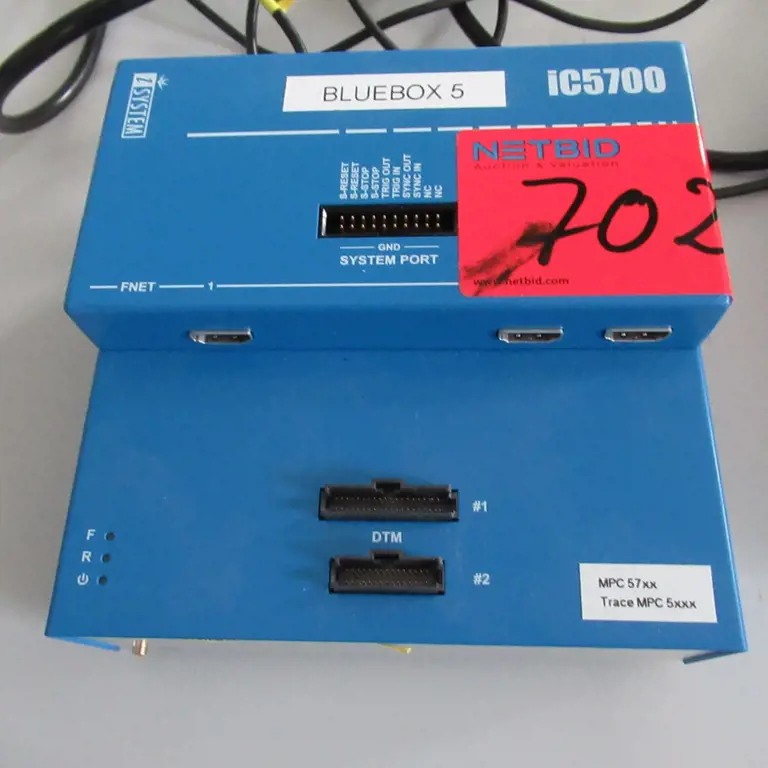 iSYSTEM
BLUEBOX 5
iC5700
NETBID
Auction & Valuation
702
www.netbid.com
S-RESET
S-RESET
S-STOP
S-STOP
TRIG OUT
TRIG IN
SYNC OUT
SYNC IN
NC
NC
GND
SYSTEM PORT
FNET
1
#1
DTM
#2
F
R
MPC 57xx
Trace MPC 5xxx